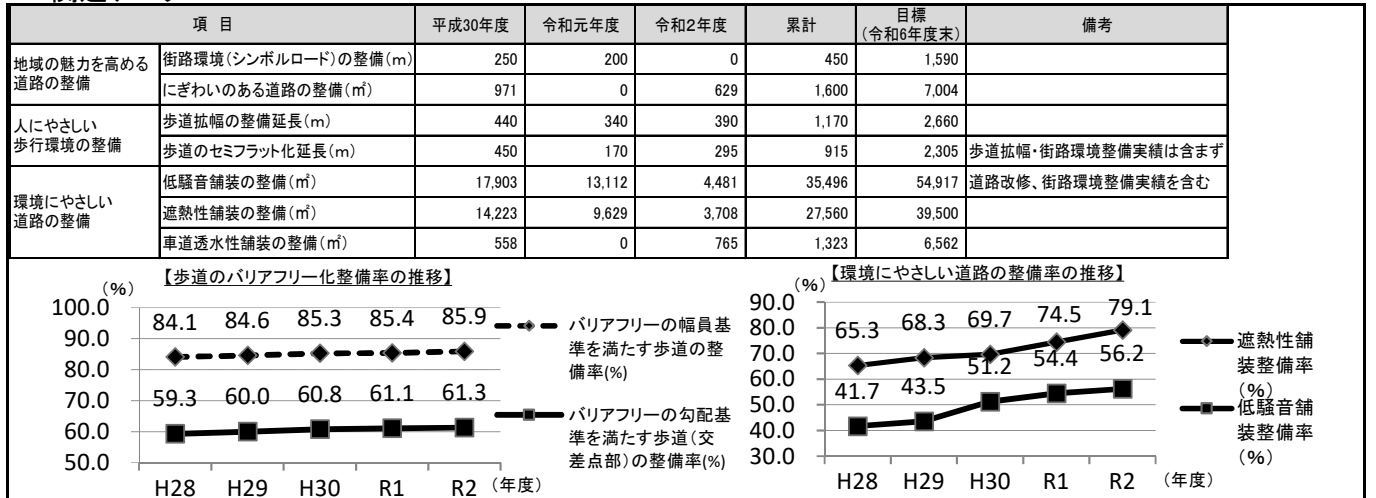 項 目 平成30年度 令和元年度 令和2年度 累計 目標(令和6年度末) 備考
地域の魅力を高める道路の整備 街路環境(シンボルロード)の整備(m) 250 200 0 450 1,590
にぎわいのある道路の整備(㎡) 971 0 629 1,600 7,004
人にやさしい歩行環境の整備 歩道拡幅の整備延長(m) 440 340 390 1,170 2,660
歩道のセミフラット化延長(m) 450 170 295 915 2,305 歩道拡幅・街路環境整備実績は含まず
環境にやさしい道路の整備 低騒音舗装の整備(㎡) 17,903 13,112 4,481 35,496 54,917 道路改修、街路環境整備実績を含む
遮熱性舗装の整備(㎡) 14,223 9,629 3,708 27,560 39,500
車道透水性舗装の整備(㎡) 558 0 765 1,323 6,562
【歩道のバリアフリー化整備率の推移】
(%)
100.0
90.0
80.0
70.0
60.0
50.0
84.1 84.6 85.3 85.4 85.9
59.3 60.0 60.8 61.1 61.3
H28 H29 H30 R1 R2 (年度)
バリアフリーの幅員基
準を満たす歩道の整
備率(%)
バリアフリーの勾配基
準を満たす歩道(交
差点部)の整備率(%)
【環境にやさしい道路の整備率の推移】
(%)
90.0
80.0
70.0
60.0
50.0
40.0
30.0
65.3 68.3 69.7 74.5 79.1
41.7 43.5 51.2 54.4 56.2
H28 H29 H30 R1 R2 (年度)
遮熱性舗
装整備率
(%)
低騒音舗
装整備率
(%)